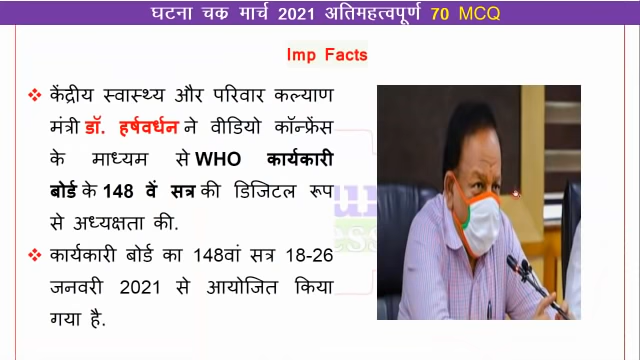 घटना चक्र मार्च 2021 अतिमहत्वपूर्ण 70 MCQ
Imp Facts
❖ केंद्रीय स्वास्थ्य और परिवार कल्याण
मंत्री डॉ. हर्षवर्धन ने वीडियो कॉन्फ्रेंस
के माध्यम से WHO कार्यकारी
बोर्ड के 148 वें सत्र की डिजिटल रूप
से अध्यक्षता की.
❖ कार्यकारी बोर्ड का 148वां सत्र 18-26
जनवरी 2021 से आयोजित किया
गया है.